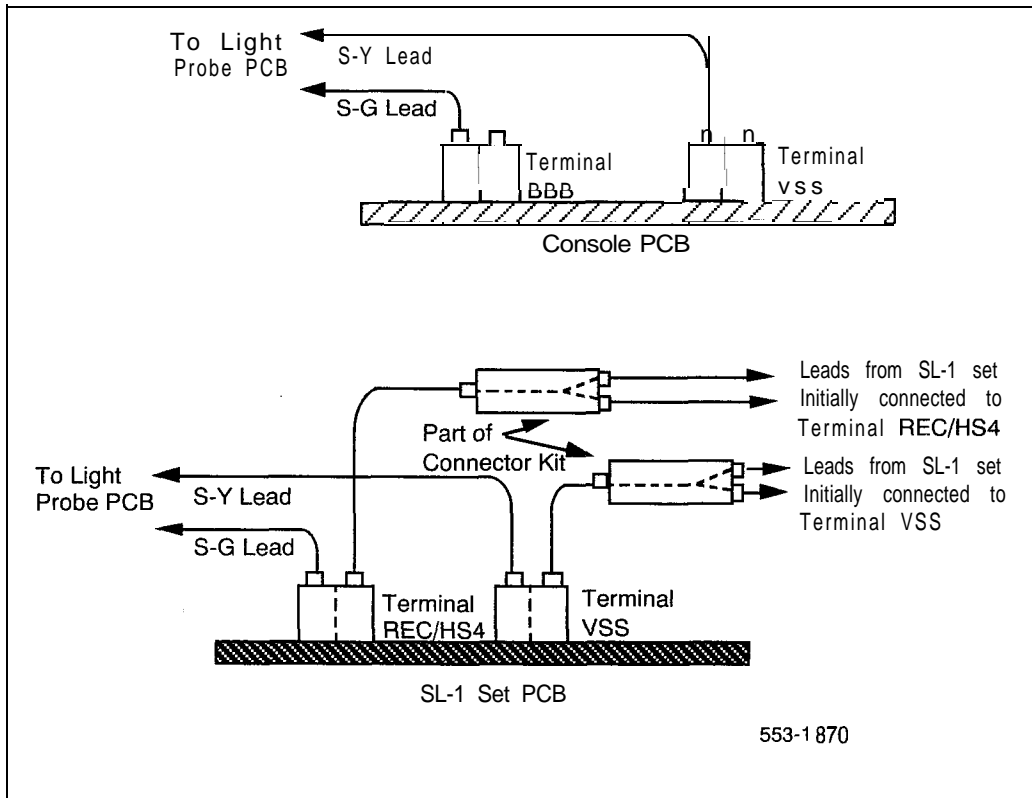 To Light
Probe PCB
S-Y Lead
S-G Lead
Terminal
BBB
Terminal
vss
Console PCB
Leads from SL-1 set
Initially connected to
Terminal REC/HS4
Part of
Connector Kit
Leads from SL-1 set
Initially connected to
Terminal VSS
To Light
Probe PCB
S-Y Lead
S-G Lead
Terminal
REC/HS4
Terminal
VSS
SL-1 Set PCB
553-1870